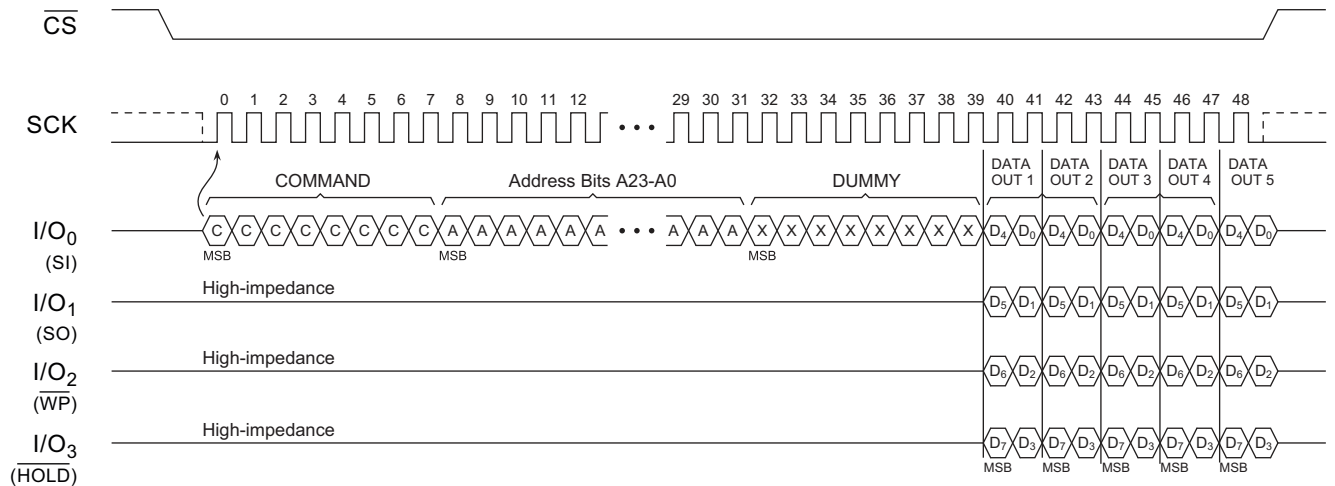 CS
0 1 2 3 4 5 6 7 8 9 10 11 12 29 30 31 32 33 34 35 36 37 38 39 40 41 42 43 44 45 46 47 48
SCK • • •
COMMAND Address Bits A23-A0 DUMMY DATA OUT 1 DATA OUT 2 DATA OUT 3 DATA OUT 4 DATA OUT 5
I/O0 C C C C C C C C A A A A A A • • • A A A X X X X X X X X D4 D0 D4 D0 D4 D0 D4 D0 D4 D0
(SI) MSB MSB MSB
High-impedance
I/O1 D5 D1 D5 D1 D5 D1 D5 D1 D5 D1
(SO)
High-impedance
I/O2 D6 D2 D6 D2 D6 D2 D6 D2 D6 D2
(WP)
High-impedance
I/O3 D7 D3 D7 D3 D7 D3 D7 D3 D7 D3
(HOLD) MSB MSB MSB MSB MSB